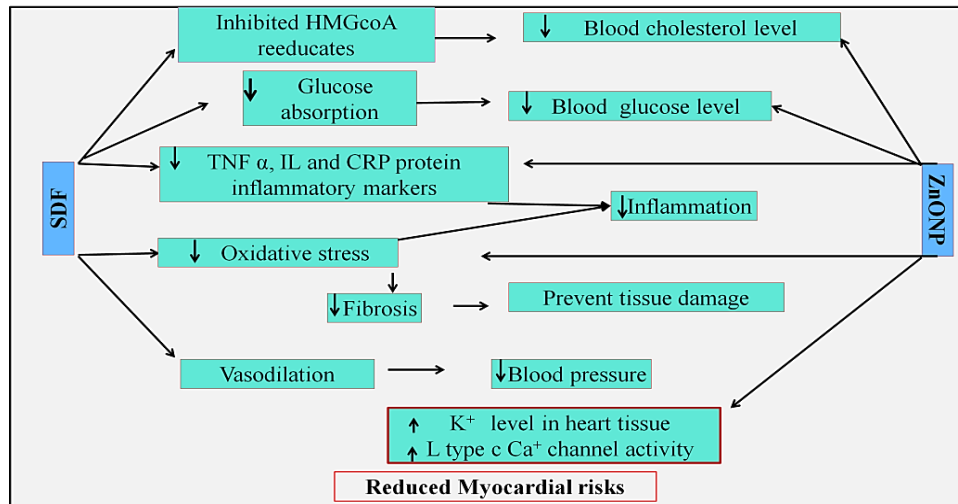 Inhibited HMGcoA
reeducates
↓ Blood cholesterol level
↓ Glucose
absorption
↓ Blood glucose level
↓ TNF α, IL and CRP protein
inflammatory markers
SDF
ZnONP
↓Inflammation
↓ Oxidative stress
↓Fibrosis
Prevent tissue damage
Vasodilation
↓Blood pressure
↑ K⁺ level in heart tissue
↑ L type c Ca⁺ channel activity
Reduced Myocardial risks